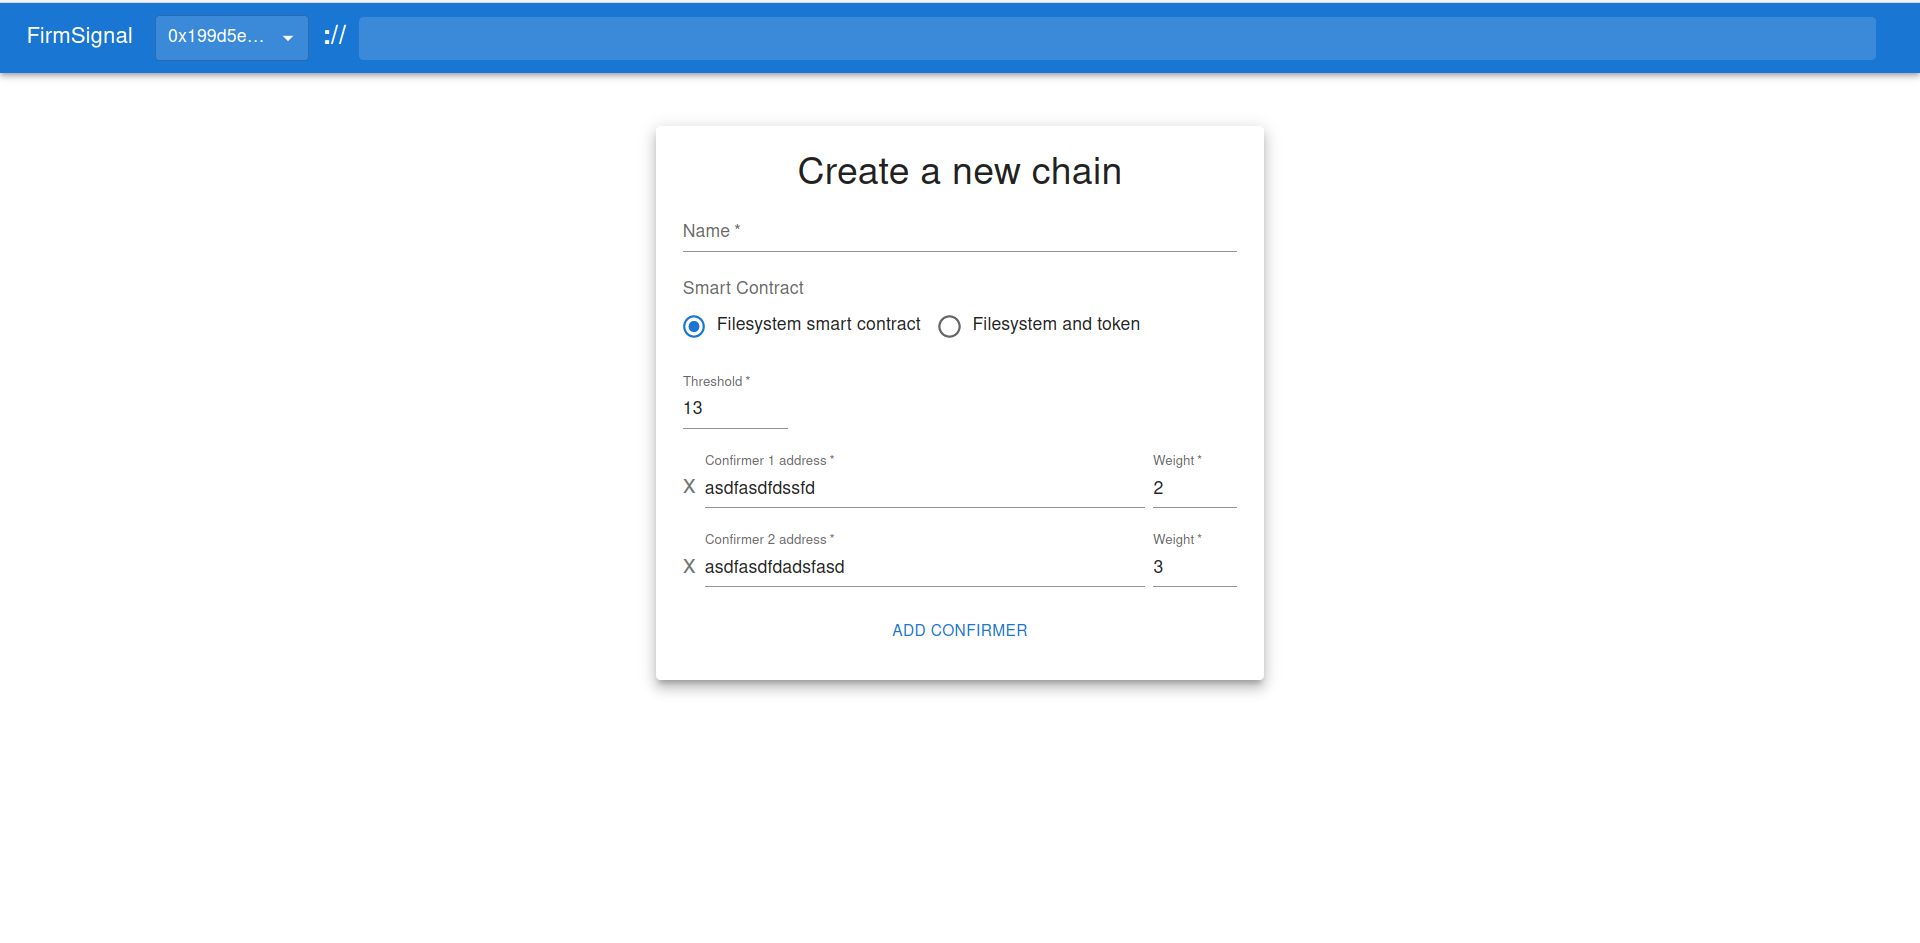 FirmSignal 0x199d5e... ://
Create a new chain
Name *
Smart Contract
Filesystem smart contract Filesystem and token
Threshold *
13
Confirmer 1 address * Weight *
X asdfasdfdssfd 2
Confirmer 2 address * Weight *
X asdfasdfdadsfasd 3
ADD CONFIRMER